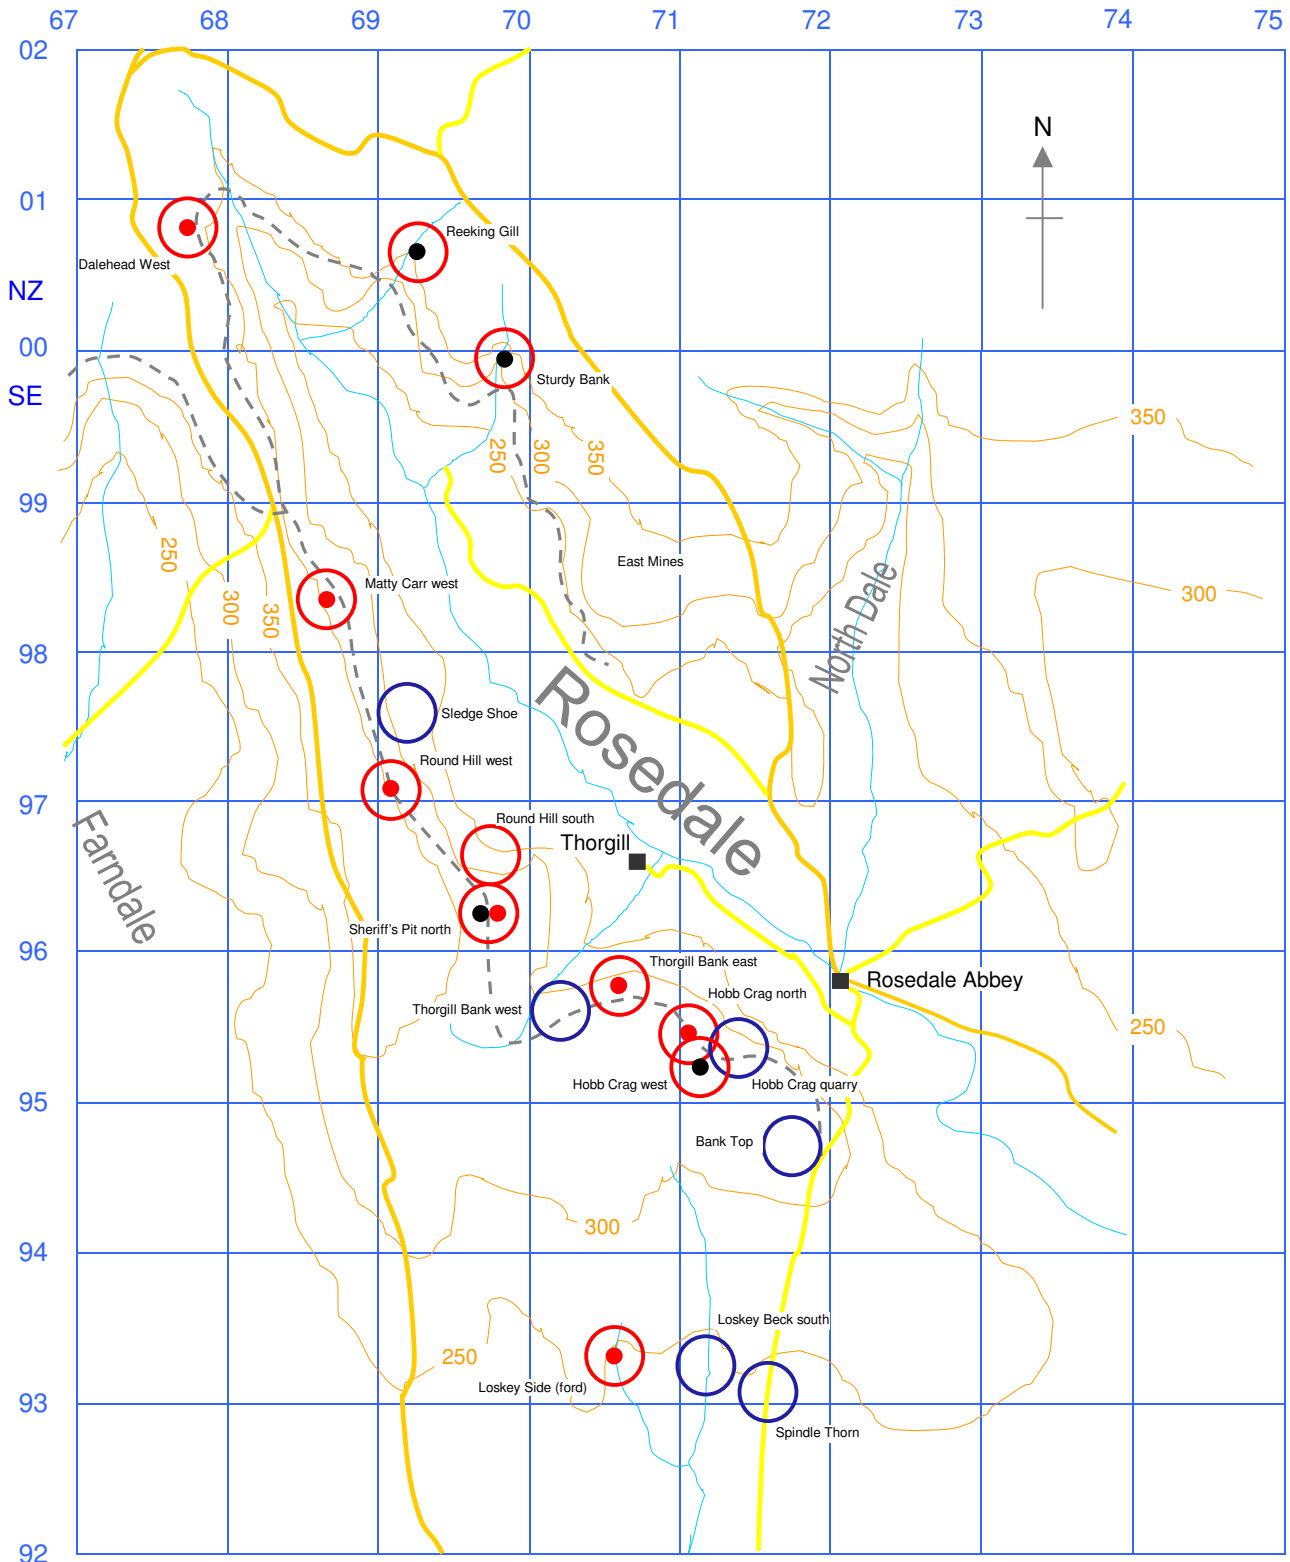 67 68 69 70 71 72 73 74 75
02
N
01
Reeking Gill
Dalehead West
NZ
00
Sturdy Bank
SE
350
250
300
350
99
250
East Mines
Matty Carr west
North Dale
300
300
350
98
Rosedale
Sledge Shoe
Round Hill west
97
Farndale
Round Hill south
Thorgill
Sheriff's Pit north
96
Thorgill Bank east
Rosedale Abbey
Hobb Crag north
Thorgill Bank west
250
Hobb Crag west
Hobb Crag quarry
95
Bank Top
300
94
Loskey Beck south
250
Loskey Side (ford)
93
Spindle Thorn
92